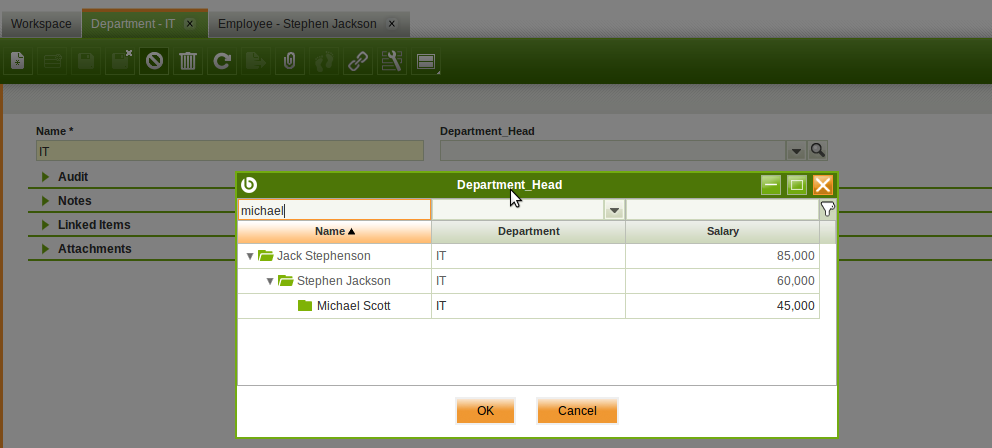 Workspace Department - IT x Employee - Stephen Jackson x
Name * Department_Head
IT
Audit
Notes
Linked Items
Attachments
b Department_Head
michael
Name Department Salary
Jack Stephenson IT 85,000
Stephen Jackson IT 60,000
Michael Scott IT 45,000
OK Cancel